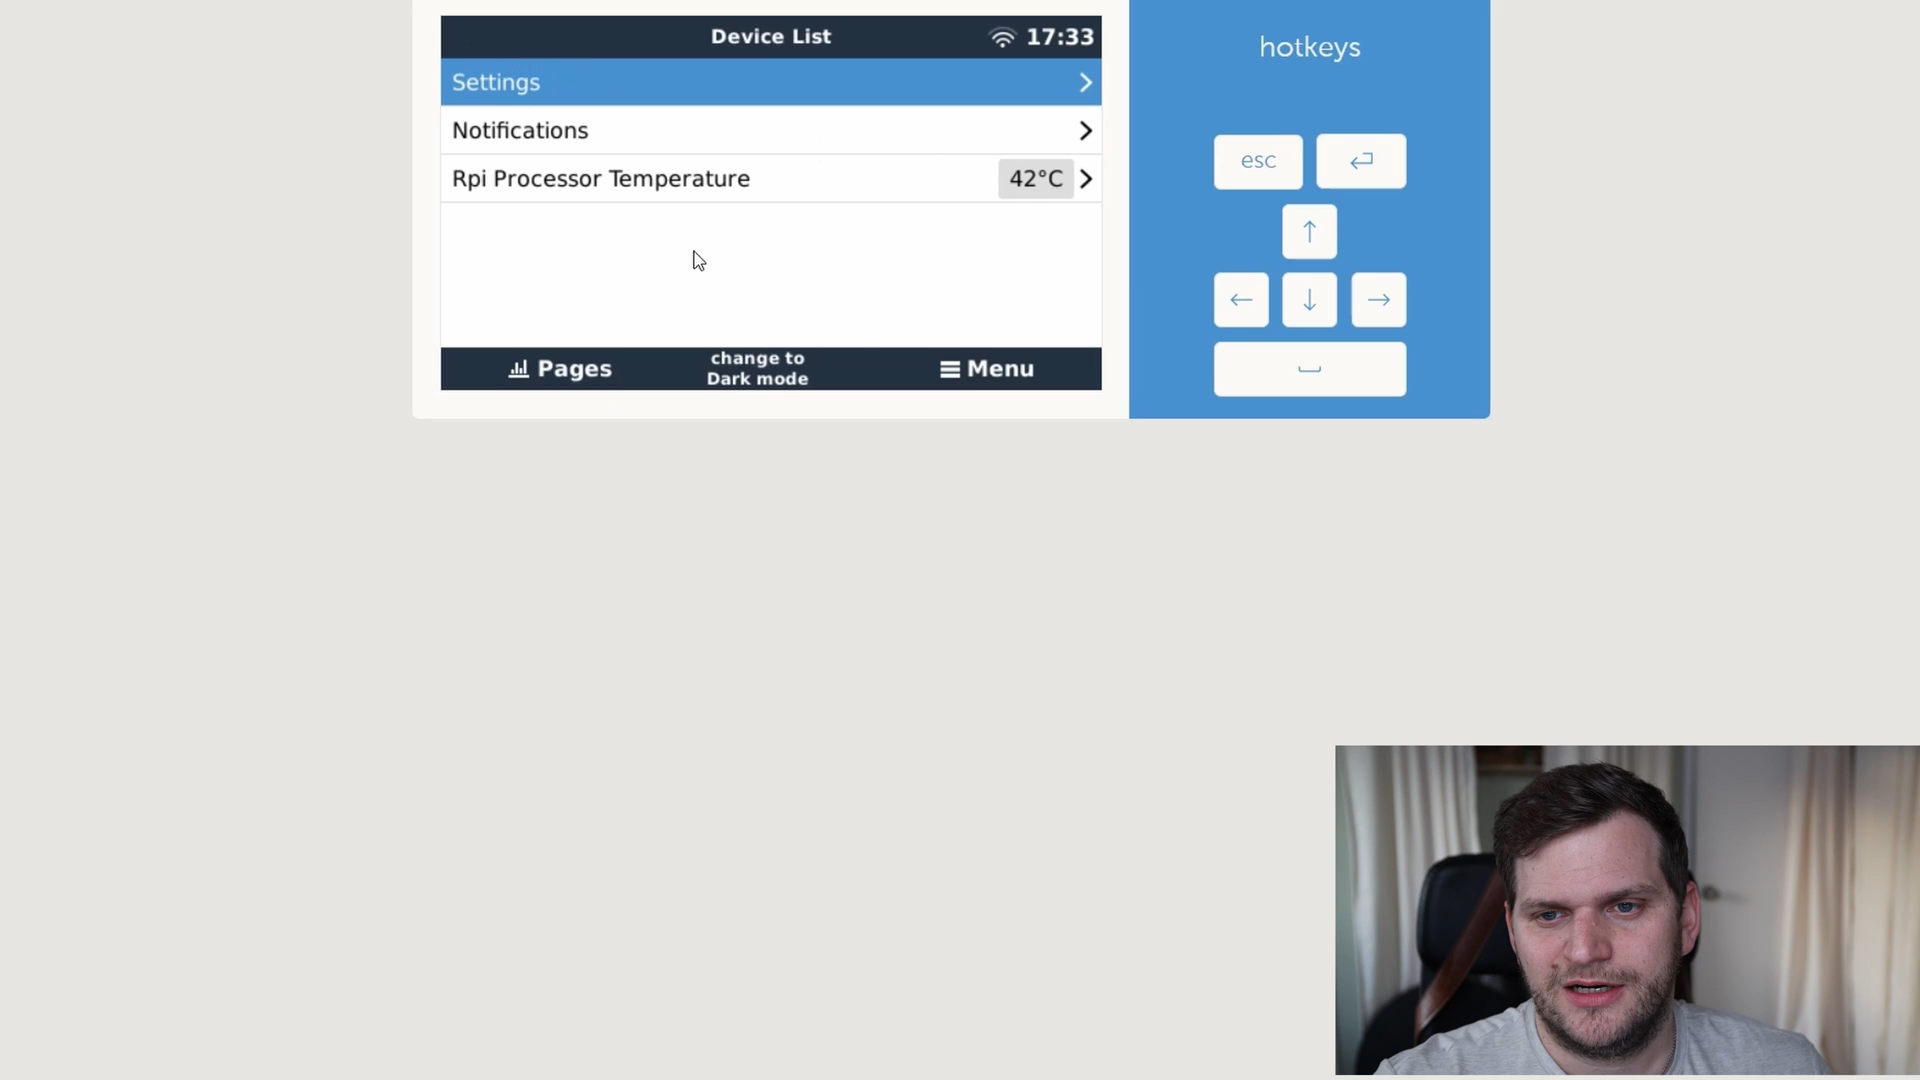 Device List
17:33
Settings
Notifications
Rpi Processor Temperature
42°C
Pages
change to
Dark mode
Menu
hotkeys
esc